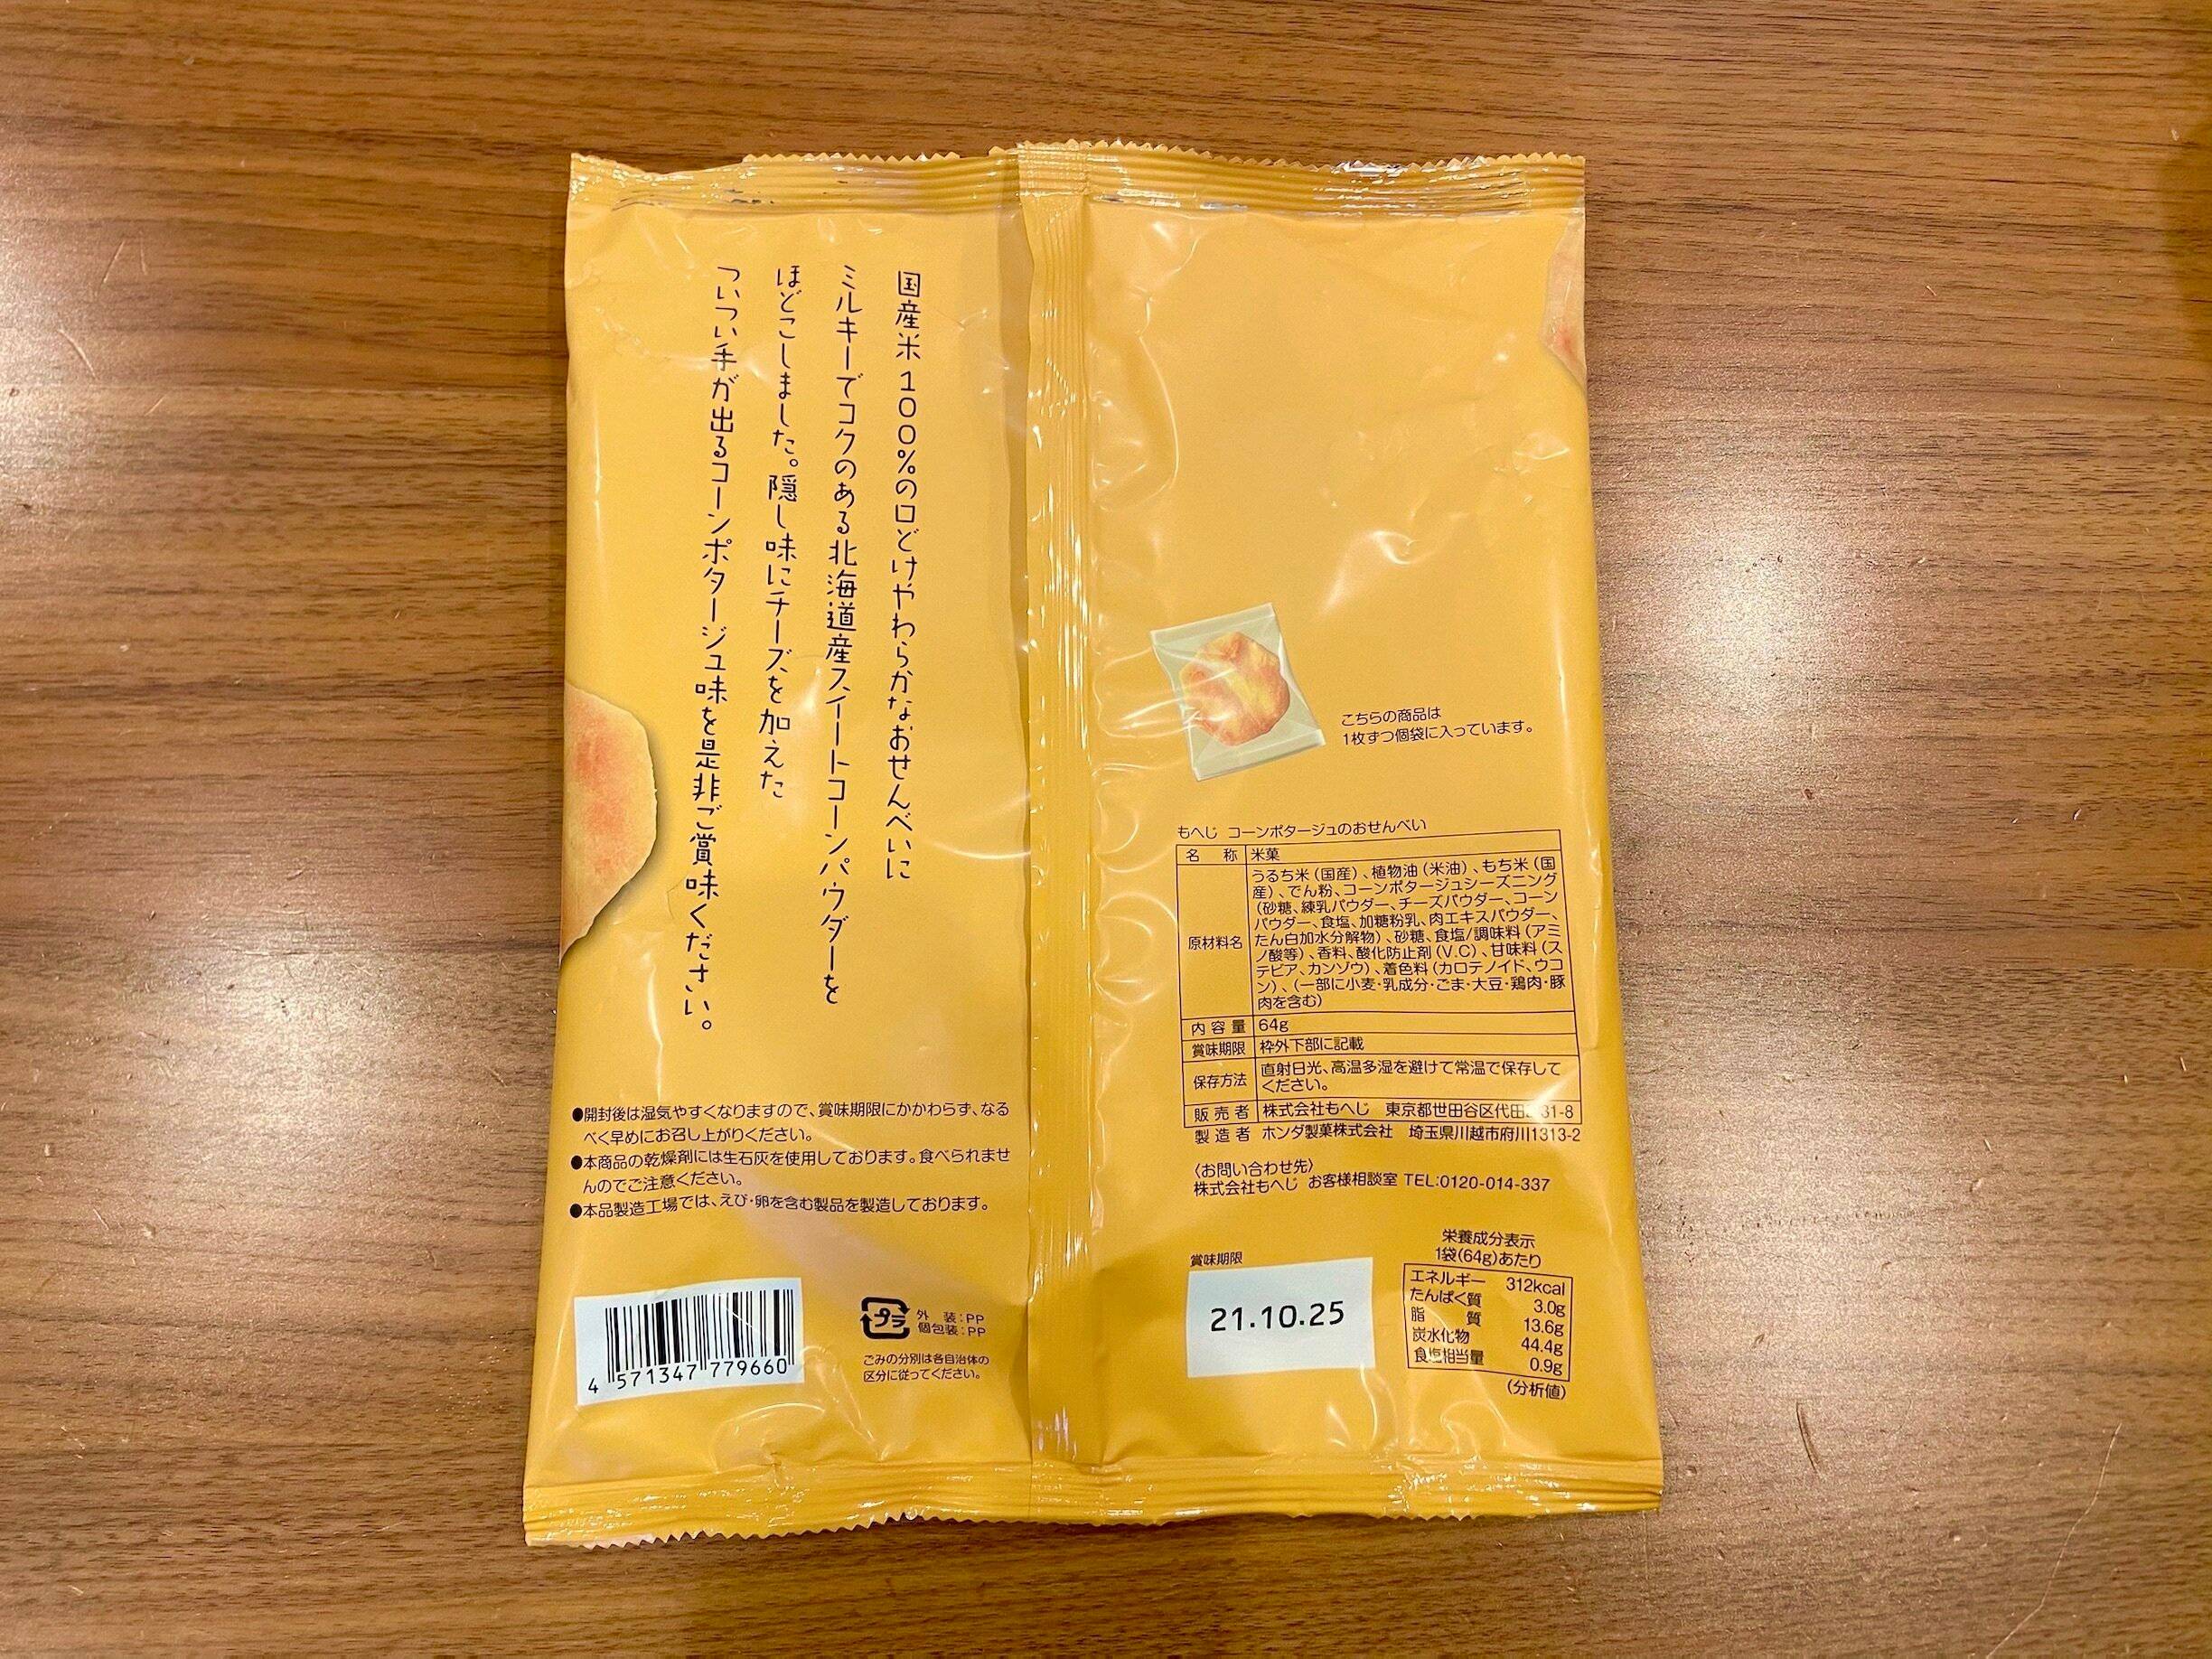 国産米100%の口どけやわらかなおせんべいに
ミルキーでコクのある北海道産スイートコーンパウダーを
ほどこしました。隠し味にチーズを加えた
ついつい手が出るコーンポタージュ味を是非ご賞味ください。
●開封後は湿気やすくなりますので、賞味期限にかかわらず、なる
べく早めにお召し上がりください。
●本商品の乾燥剤には生石灰を使用しております。食べられませ
んのでご注意ください。
●本品製造工場では、えび・卵を含む製品を製造しております。
4 571347 779660
プラ
外 装:PP
個包装:PP
ごみの分別は各自治体の
区分に従ってください。
こちらの商品は
1枚ずつ個袋に入っています。
もへじ コーンポタージュのおせんべい
名 称 米菓
原材料名 うるち米(国産)、植物油(米油)、もち米(国
産)、でん粉、コーンポタージュシーズニング
(砂糖、練乳パウダー、チーズパウダー、コーン
パウダー、食塩、加糖粉乳、肉エキスパウダー、
たん白加水分解物)、砂糖、食塩/調味料(アミ
ノ酸等)、香料、酸化防止剤(V.C)、甘味料(ス
テビア、カンゾウ)、着色料(カロテノイド、ウコ
ン)、(一部に小麦・乳成分・ごま・大豆・鶏肉・豚
肉を含む)
内容量 64g
賞味期限 枠外下部に記載
保存方法 直射日光、高温多湿を避けて常温で保存して
ください。
販売者 株式会社もへじ 東京都世田谷区代田 31-8
製造者 ホンダ製菓株式会社 埼玉県川越市府川1313-2
〈お問い合わせ先〉
株式会社もへじ お客様相談室 TEL:0120-014-337
賞味期限
21.10.25
栄養成分表示
1袋(64g)あたり
エネルギー 312kcal
たんぱく質 3.0g
脂 質 13.6g
炭水化物 44.4g
食塩相当量 0.9g
(分析値)